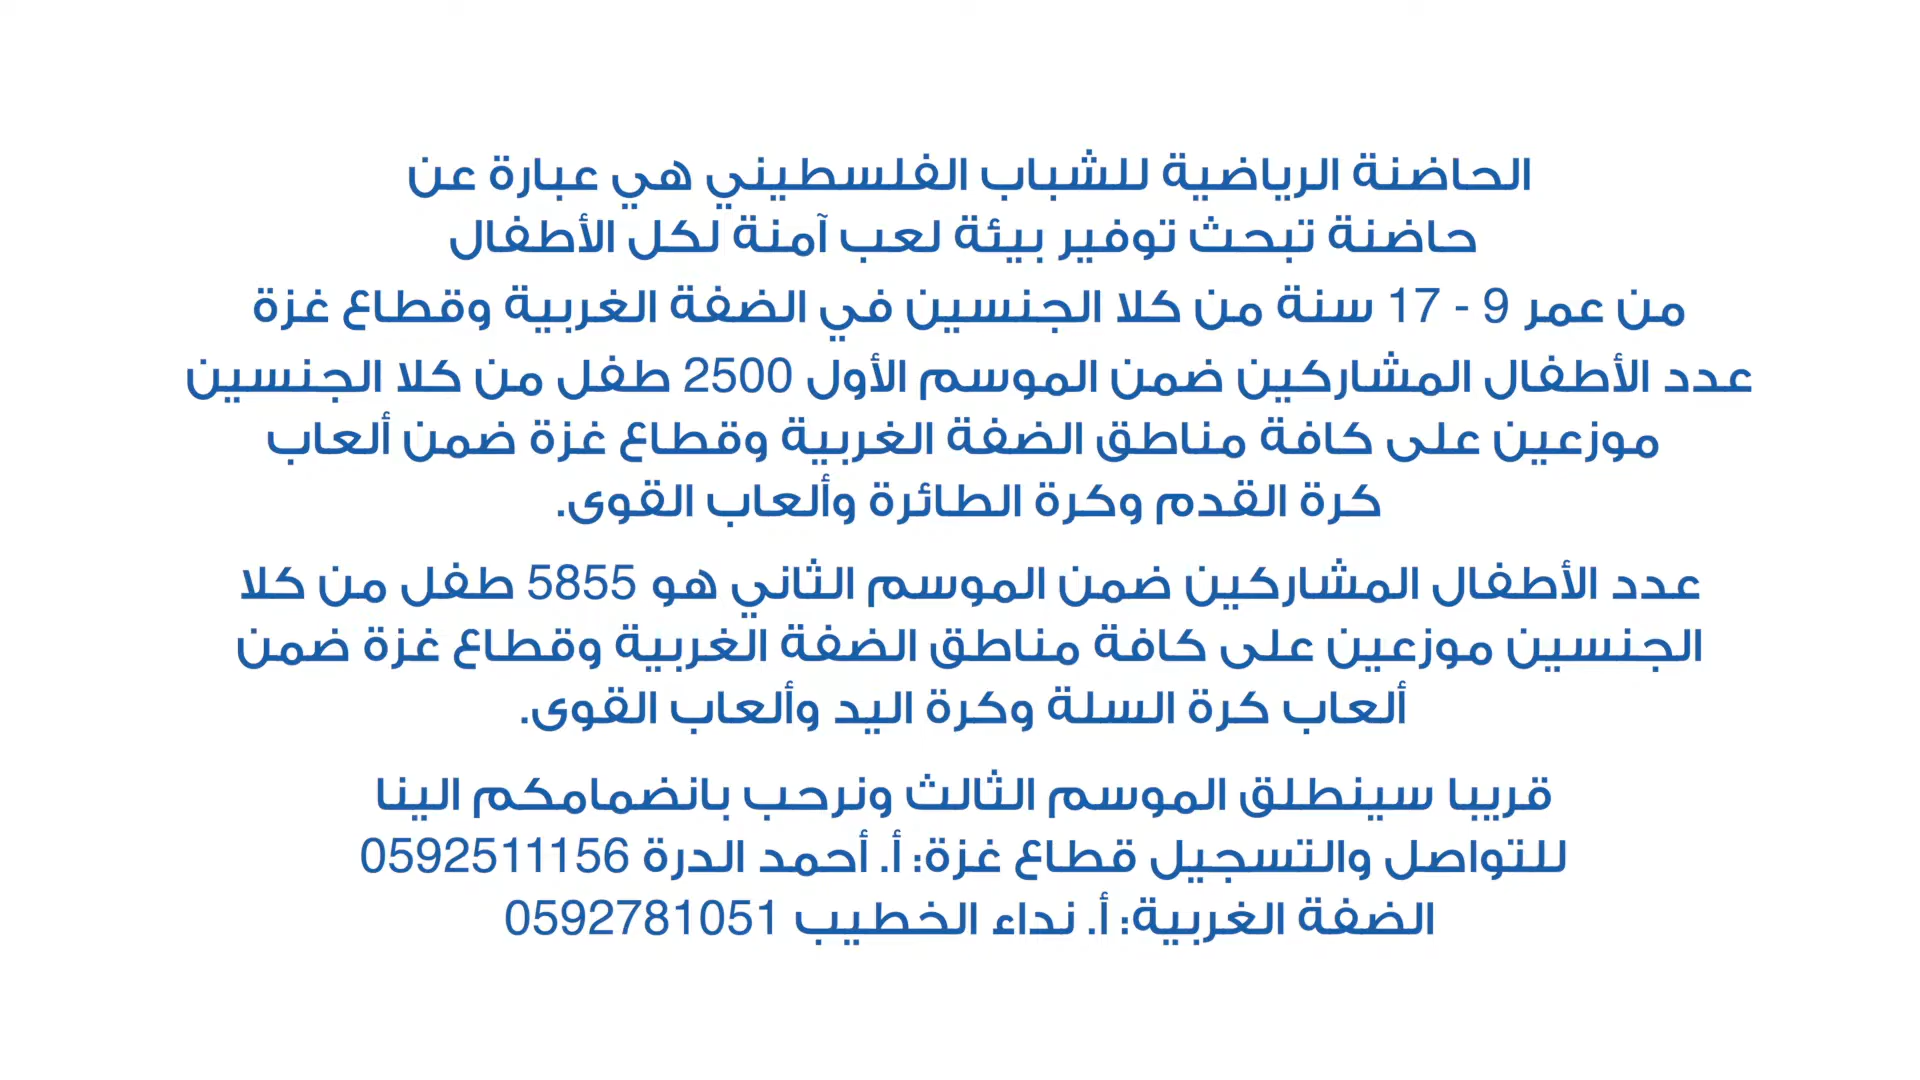 الحاضنة الرياضية للشباب الفلسطيني هي عبارة عن
حاضنة تبحث توفير بيئة لعب آمنة لكل الأطفال
من عمر 9 - 17 سنة من كلا الجنسين في الضفة الغربية وقطاع غزة
عدد الأطفال المشاركين ضمن الموسم الأول 2500 طفل من كلا الجنسين
موزعين على كافة مناطق الضفة الغربية وقطاع غزة ضمن ألعاب
كرة القدم وكرة الطائرة وألعاب القوى.
عدد الأطفال المشاركين ضمن الموسم الثاني هو 5855 طفل من كلا
الجنسين موزعين على كافة مناطق الضفة الغربية وقطاع غزة ضمن
ألعاب كرة السلة وكرة اليد وألعاب القوى.
قريبا سينطلق الموسم الثالث ونرحب بانضمامكم الينا
للتواصل والتسجيل قطاع غزة: أ. أحمد الدرة 0592511156
الضفة الغربية: أ. نداء الخطيب 0592781051